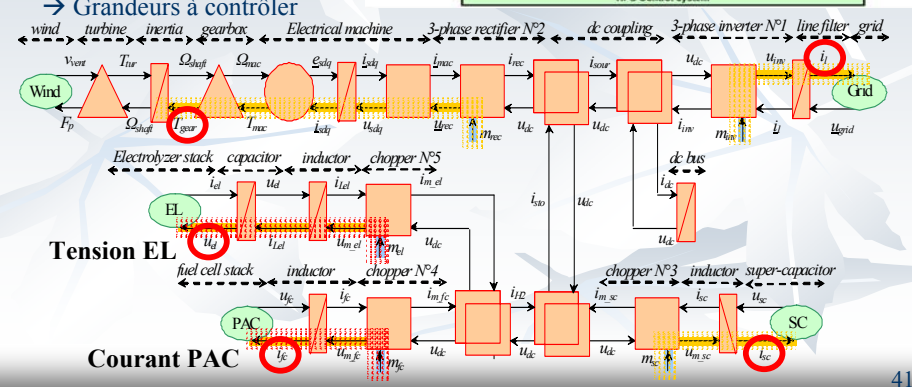 → Grandeurs à contrôler
wind turbine inertia gearbox Electrical machine 3-phase rectifier N°2 dc coupling 3-phase inverter N°1 line filter grid
v_vent T_tur Ω_shaft Ω_mac e_sdq i_sdq i_mac i_rec i_sour u_dc u_inv i_l
Wind Grid
F_p Ω_shaft T_gear T_mac i_sdq u_sdq u_rec m_rec u_dc u_dc i_inv m_inv i_l u_grid
Electrolyzer stack capacitor inductor chopper N°5 dc bus
i_el u_el i_Lel i_m_el i_sto u_dc i_dc
EL
u_el i_Lel u_m_el m_el u_dc u_dc
Tension EL
fuel cell stack inductor chopper N°4 chopper N°3 inductor super-capacitor
u_fc i_fc i_m_fc i_H2 i_m_sc i_sc u_sc
PAC SC
i_fc u_m_fc m_fc u_dc u_dc u_dc m_sc u_m_sc i_sc
Courant PAC
41